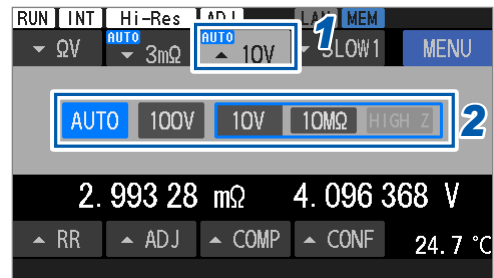 RUN INT Hi-Res ADJ LAN MEM
ΩV AUTO 3mΩ AUTO 10V 1 SLOW1 MENU
AUTO 100V 10V 10MΩ HIGH Z 2
2.993 28 mΩ 4.096 368 V
RR ADJ COMP CONF 24.7 °C